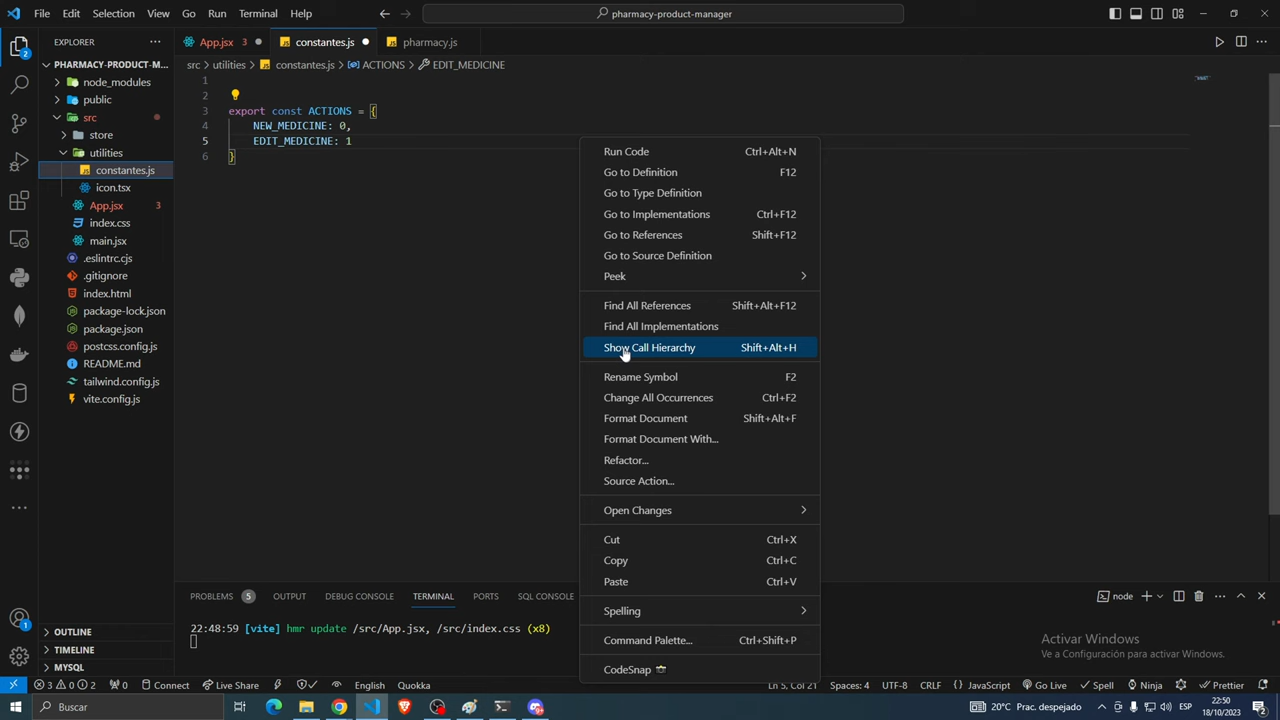 File Edit View Go Run Terminal Help
pharmacy-product-manager
EXPLORER
App.jsx 3
constantes.js
pharmacy.js
src > utilities > constantes.js > ACTIONS > EDIT_MEDICINE
PHARMACY-PRODUCT-M...
node_modules
public
src
store
utilities
constantes.js
icon.tsx
App.jsx 3
index.css
main.jsx
.eslintrc.cjs
.gitignore
index.html
package-lock.json
package.json
postcss.config.js
README.md
tailwind.config.js
vite.config.js
OUTLINE
TIMELINE
MYSQL
2
1
1
2
3 export const ACTIONS = {
4 NEW_MEDICINE: 0,
5 EDIT_MEDICINE: 1
6 }
Run Code Ctrl+Alt+N
Go to Definition F12
Go to Type Definition
Go to Implementations Ctrl+F12
Go to References Shift+F12
Go to Source Definition
Peek
Find All References Shift+Alt+F12
Find All Implementations
Show Call Hierarchy Shift+Alt+H
Rename Symbol F2
Change All Occurrences Ctrl+F2
Format Document Shift+Alt+F
Format Document With...
Refactor...
Source Action...
Open Changes
Cut Ctrl+X
Copy Ctrl+C
Paste Ctrl+V
Spelling
Command Palette... Ctrl+Shift+P
CodeSnap
PROBLEMS 5 OUTPUT DEBUG CONSOLE TERMINAL PORTS SQL CONSOLE
node
22:48:59 [vite] hmr update /src/App.jsx, /src/index.css (x8)
Activar Windows
Ve a Configuración para activar Windows.
3 0 2 0 Connect Live Share English Quokka Ln 5, Col 21 Spaces: 4 UTF-8 CRLF JavaScript Go Live Spell Ninja Prettier
Buscar
20°C Prac. despejado
ESP
22:50
18/10/2023
2